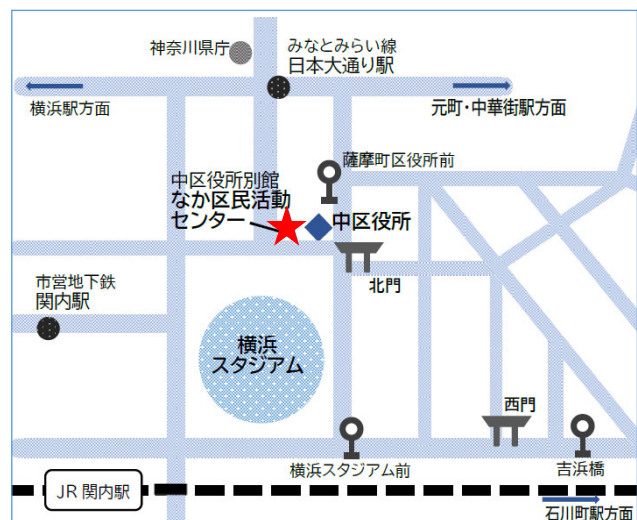 神奈川県庁
みなとみらい線
日本大通り駅
横浜駅方面
元町・中華街駅方面
薩摩町区役所前
中区役所別館
なか区民活動
センター
中区役所
北門
市営地下鉄
関内駅
横浜
スタジアム
西門
横浜スタジアム前
吉浜橋
JR 関内駅
石川町駅方面